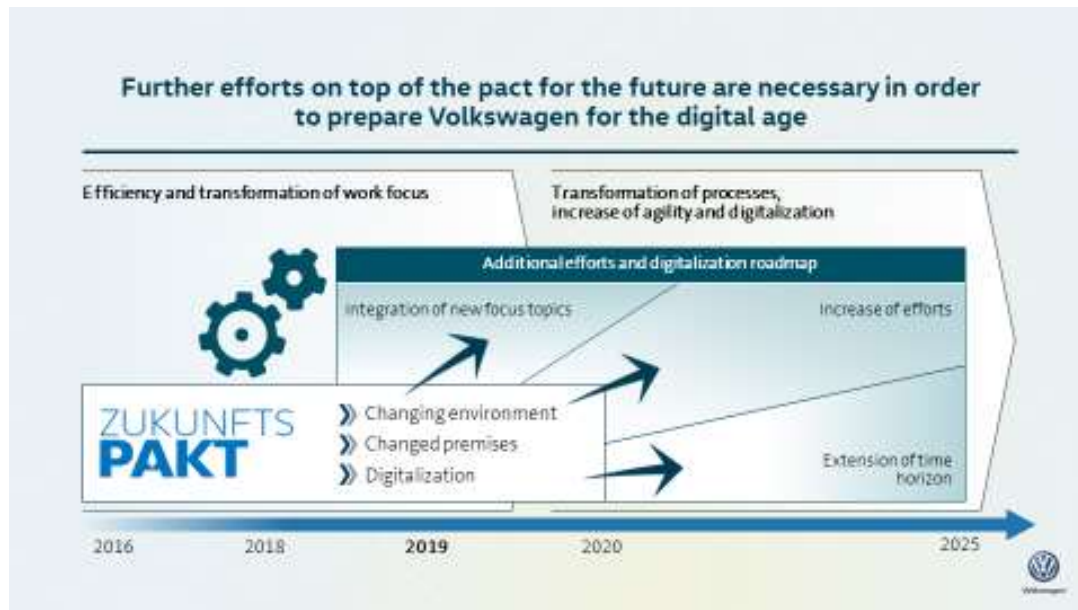 Further efforts on top of the pact for the future are necessary in order
to prepare Volkswagen for the digital age
Efficiency and transformation of work focus
Transformation of processes,
increase of agility and digitalization
Additional efforts and digitalization roadmap
Integration of new focus topics
Increase of efforts
ZUKUNFTS
PAKT
Changing environment
Changed premises
Digitalization
Extension of time
horizon
2016
2018
2019
2020
2025
Volkswagen